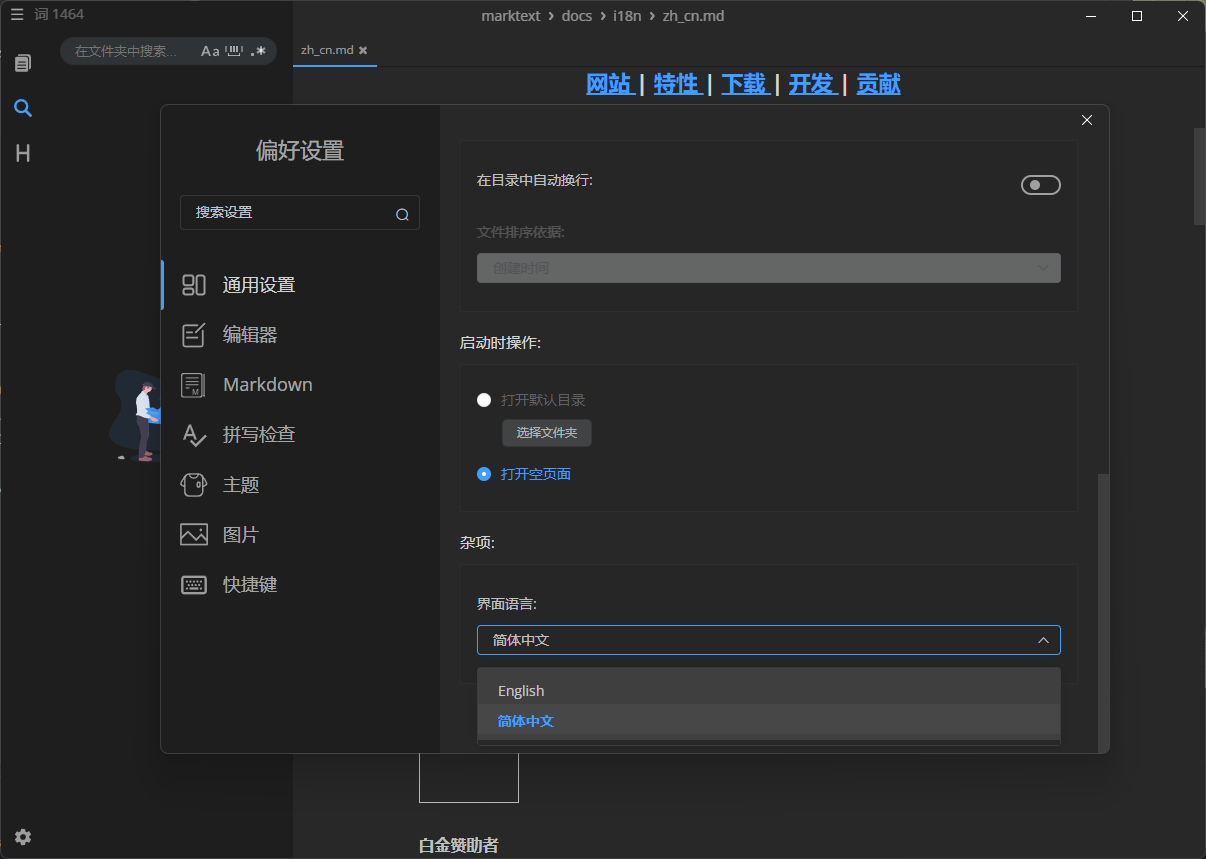 词 1464
marktext › docs › i18n › zh_cn.md
在文件夹中搜索...
Aa
.*
zh_cn.md
网站 | 特性 | 下载 | 开发 | 贡献
偏好设置
搜索设置
通用设置
编辑器
Markdown
拼写检查
主题
图片
快捷键
在目录中自动换行:
文件排序依据:
创建时间
启动时操作:
打开默认目录
选择文件夹
打开空页面
杂项:
界面语言:
简体中文
English
简体中文
白金赞助者